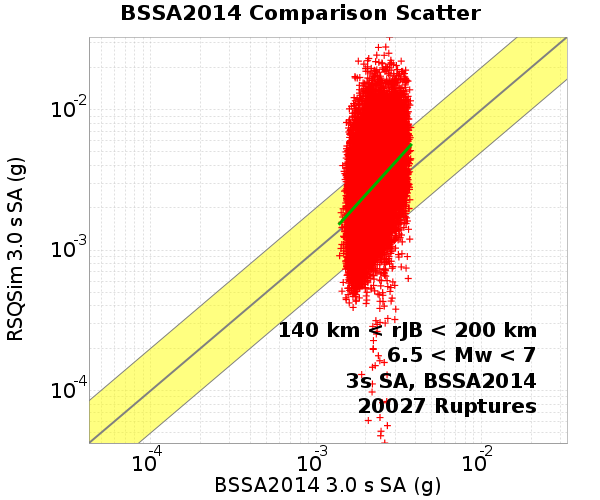 BSSA2014 Comparison Scatter
RSQSim 3.0 s SA (g)
10-2
10-3
10-4
140 km < rJB < 200 km
6.5 < Mw < 7
3s SA, BSSA2014
20027 Ruptures
10-4 10-3 10-2
BSSA2014 3.0 s SA (g)